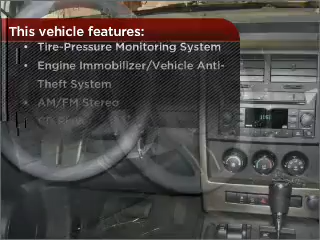 This vehicle features:
• Tire-Pressure Monitoring System
• Engine Immobilizer/Vehicle Anti-
Theft System
• AM/FM Stereo